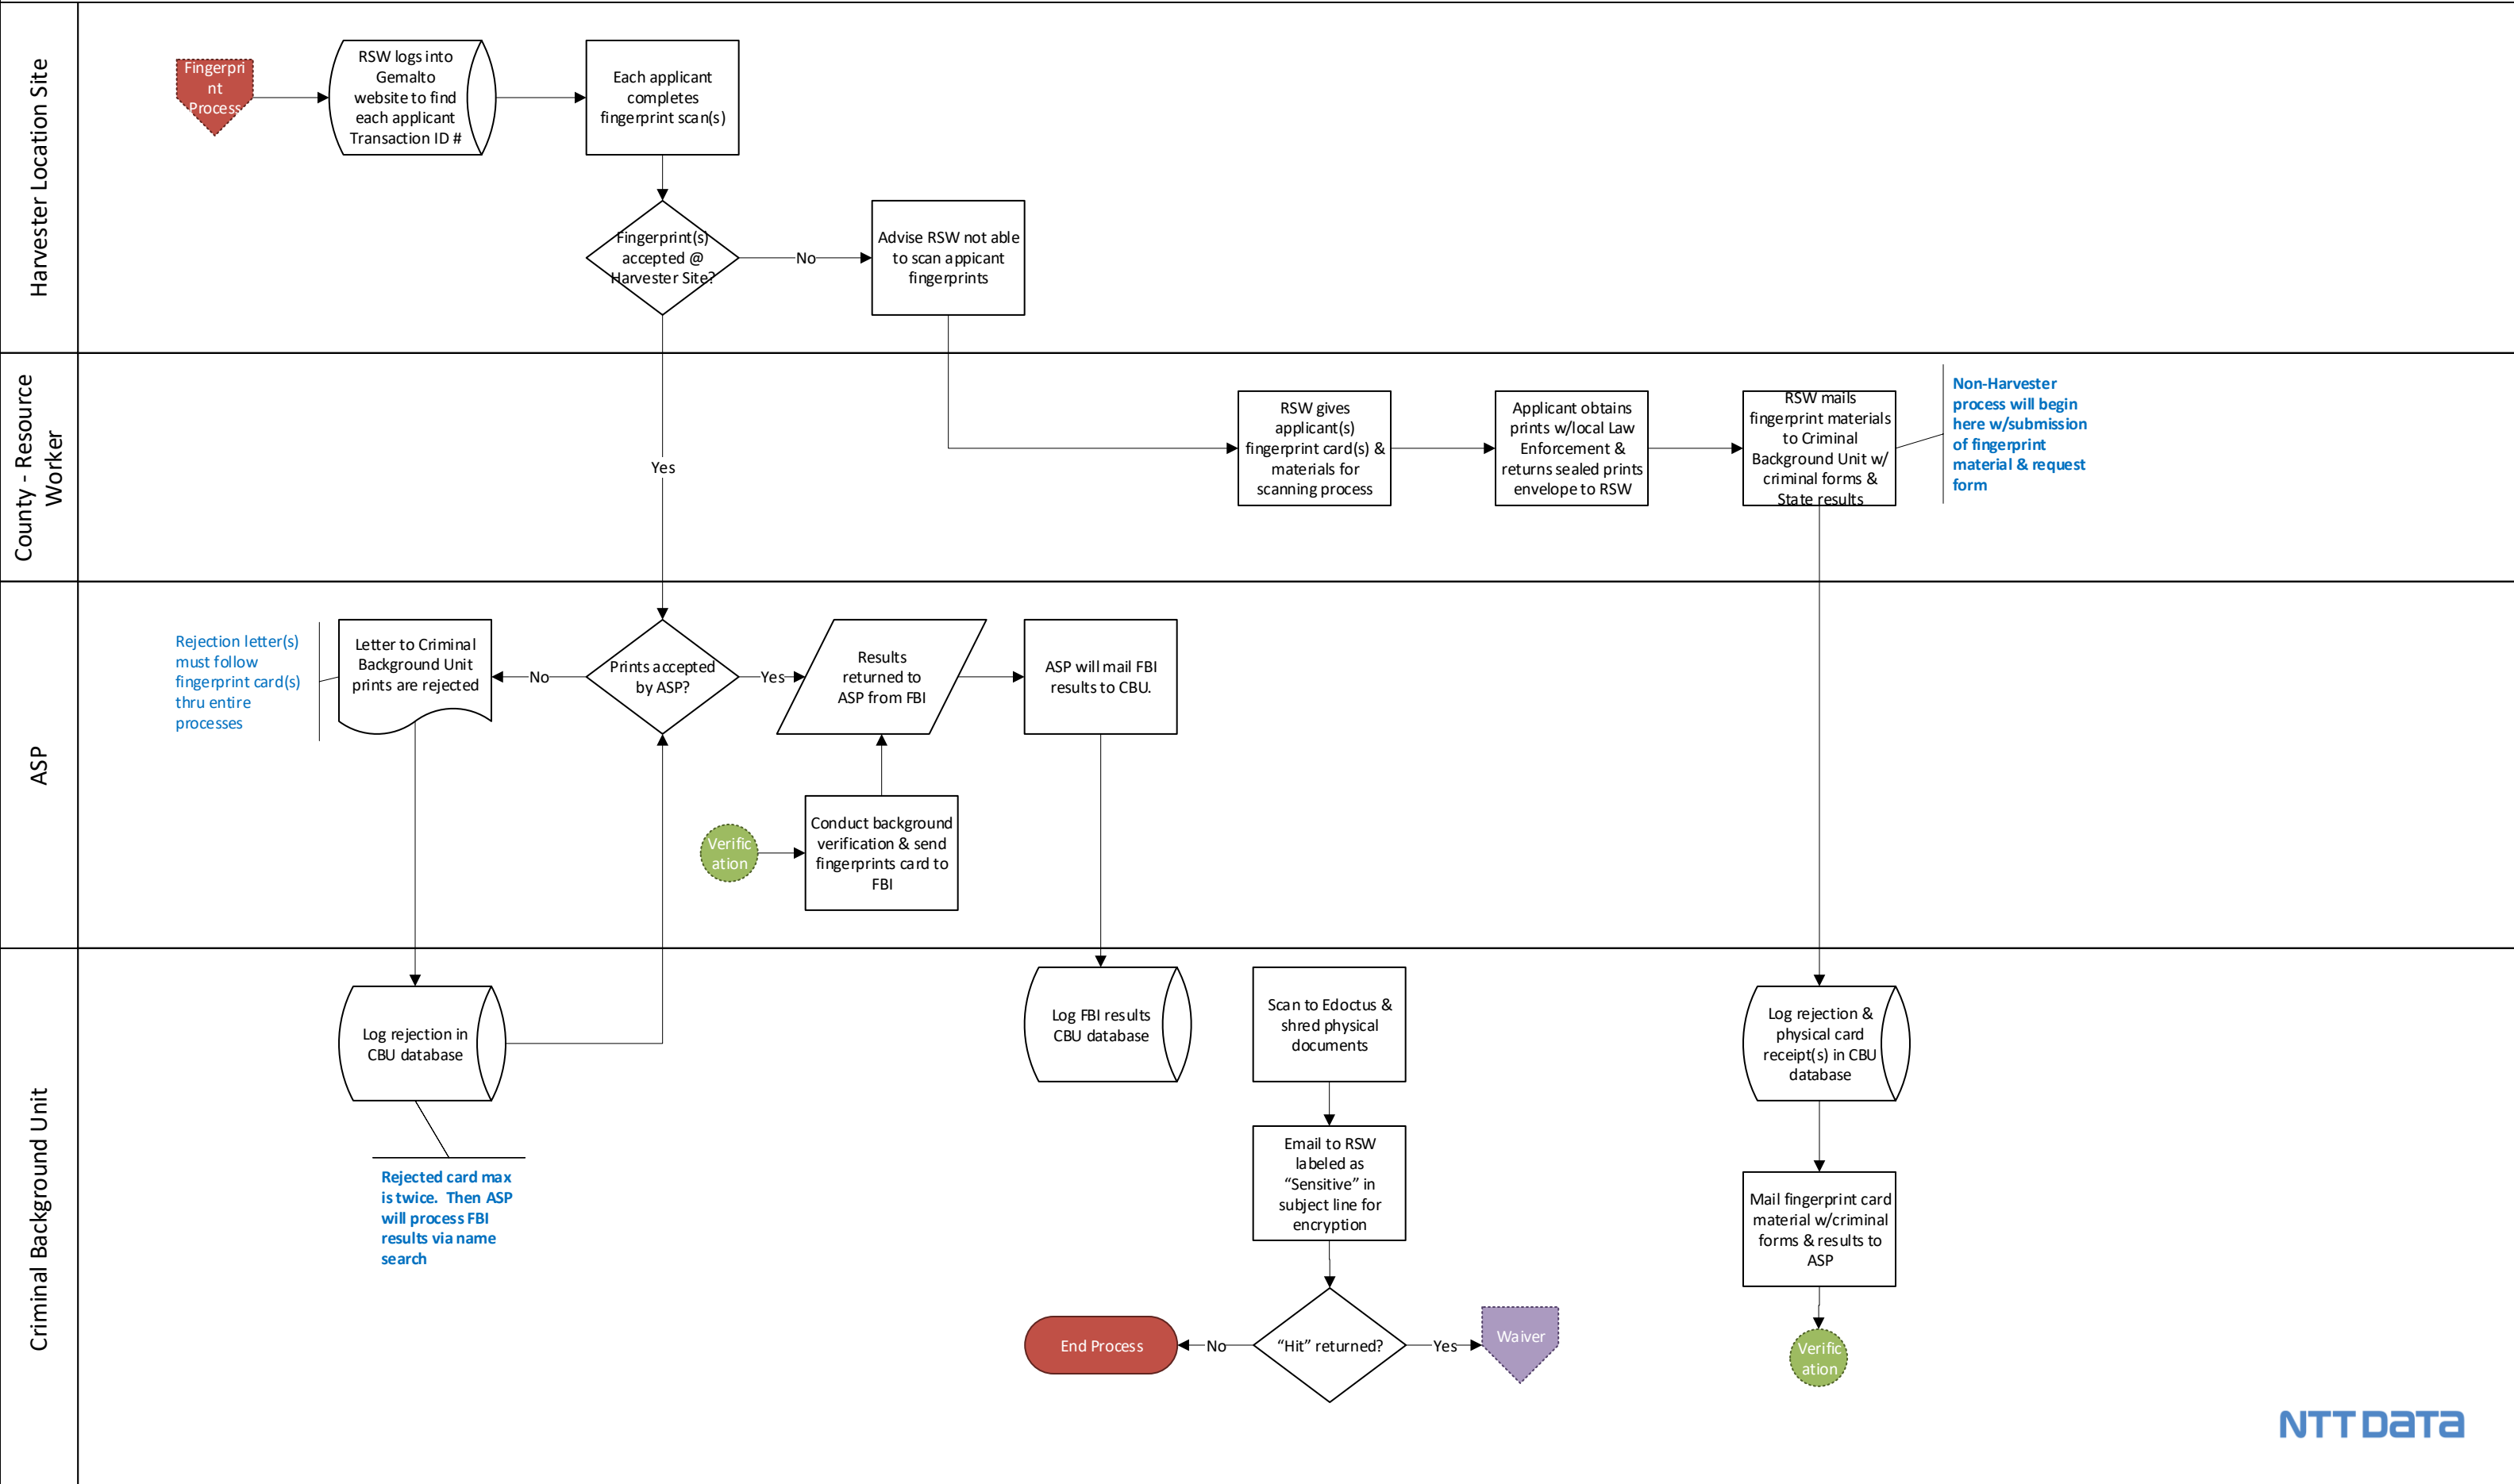 Harvester Location Site
Fingerpri
nt
Process
RSW logs into
Gemalto
website to find
each applicant
Transaction ID #
Each applicant
completes
fingerprint scan(s)
Fingerprint(s)
accepted @
Harvester Site?
No
Advise RSW not able
to scan appicant
fingerprints
County - Resource
Worker
Yes
RSW gives
applicant(s)
fingerprint card(s) &
materials for
scanning process
Applicant obtains
prints w/local Law
Enforcement &
returns sealed prints
envelope to RSW
RSW mails
fingerprint materials
to Criminal
Background Unit w/
criminal forms &
State results
Non-Harvester
process will begin
here w/submission
of fingerprint
material & request
form
ASP
Rejection letter(s)
must follow
fingerprint card(s)
thru entire
processes
Letter to Criminal
Background Unit
prints are rejected
No
Prints accepted
by ASP?
Yes
Results
returned to
ASP from FBI
ASP will mail FBI
results to CBU.
Verific
ation
Conduct background
verification & send
fingerprints card to
FBI
Criminal Background Unit
Log rejection in
CBU database
Rejected card max
is twice.  Then ASP
will process FBI
results via name
search
Log FBI results
CBU database
Scan to Edoctus &
shred physical
documents
Email to RSW
labeled as
“Sensitive” in
subject line for
encryption
“Hit” returned?
No
End Process
Yes
Waiver
Log rejection &
physical card
receipt(s) in CBU
database
Mail fingerprint card
material w/criminal
forms & results to
ASP
Verific
ation
NTT DATA